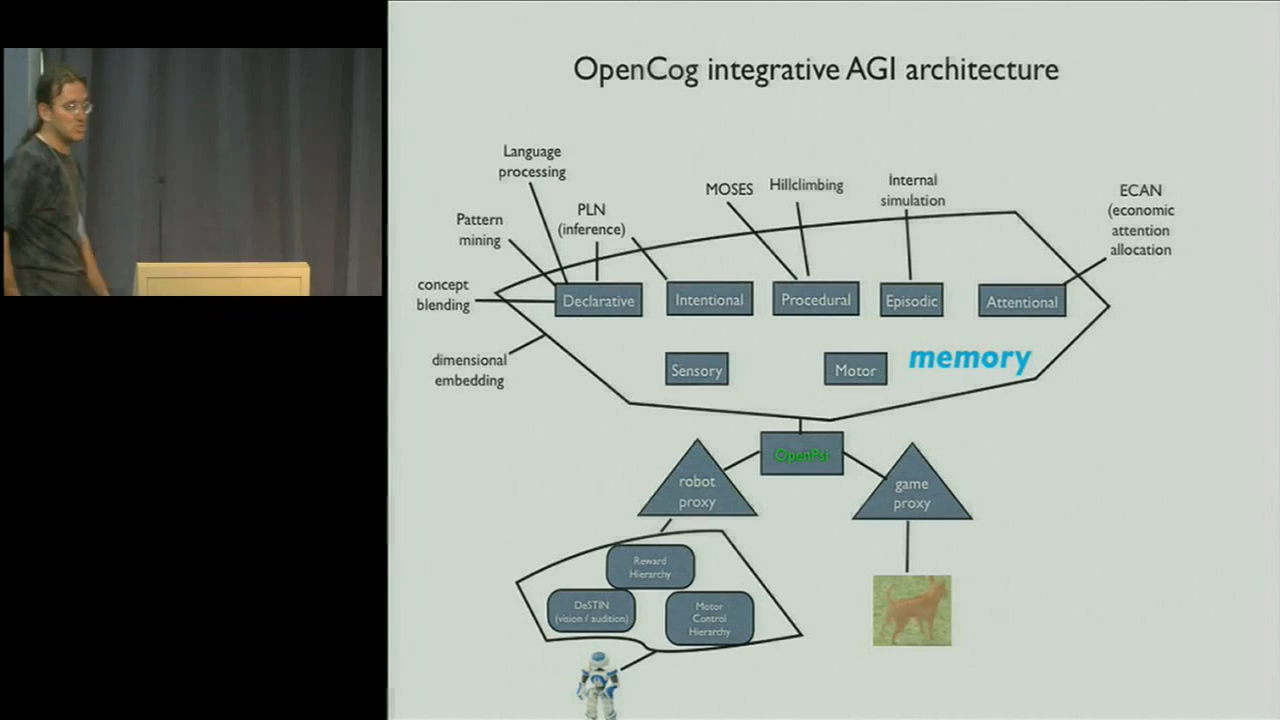 OpenCog integrative AGI architecture
Language
processing
Pattern
mining
PLN
(inference)
MOSES
Hillclimbing
Internal
simulation
ECAN
(economic
attention
allocation
concept
blending
dimensional
embedding
Declarative
Intentional
Procedural
Episodic
Attentional
Sensory
Motor
memory
OpenPsi
robot
proxy
game
proxy
Reward
Hierarchy
DeSTIN
(vision / audition)
Motor
Control
Hierarchy